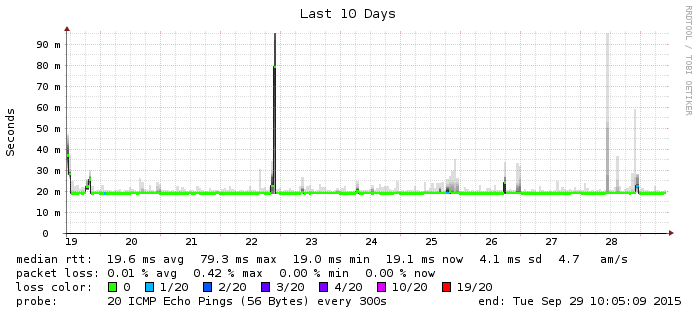 Last 10 Days
RRDTOOL / TOBI OETIKER
Seconds
90 m
80 m
70 m
60 m
50 m
40 m
30 m
20 m
10 m
0
19 20 21 22 23 24 25 26 27 28
median rtt: 19.6 ms avg 79.3 ms max 19.0 ms min 19.1 ms now 4.1 ms sd 4.7 am/s
packet loss: 0.01 % avg 0.42 % max 0.00 % min 0.00 % now
loss color: 0 1/20 2/20 3/20 4/20 10/20 19/20
probe: 20 ICMP Echo Pings (56 Bytes) every 300s end: Tue Sep 29 10:05:09 2015